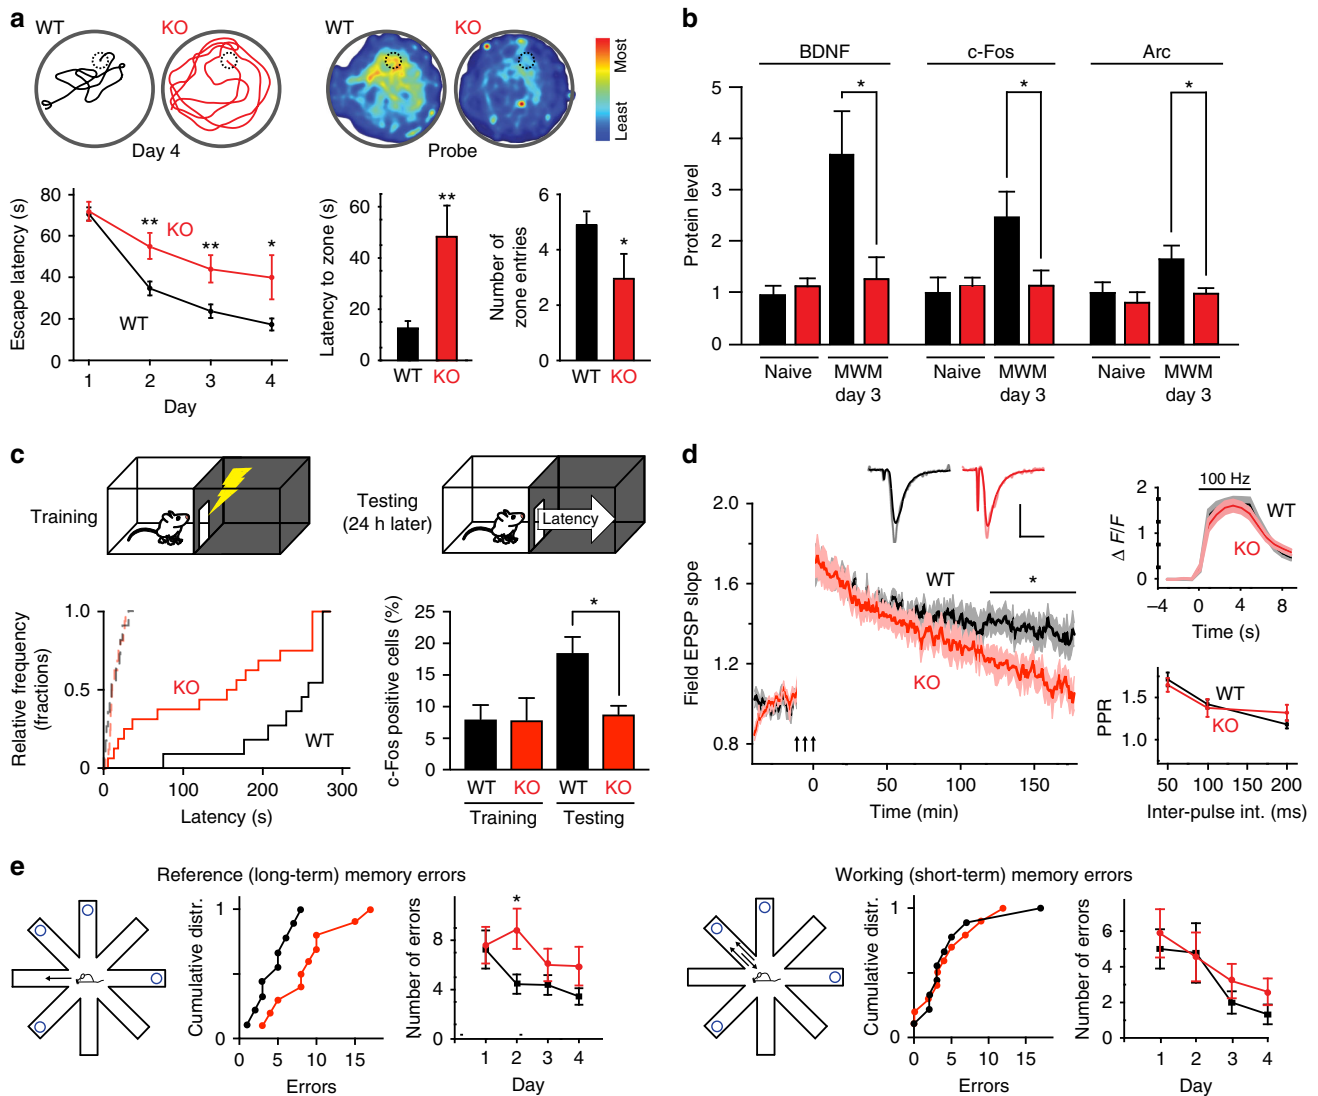 a
WT
KO
Day 4
WT
KO
Probe
Most
Least
Escape latency (s)
80
60
40
20
0
**
**
*
KO
WT
1
2
3
4
Day
Latency to zone (s)
60
40
20
0
**
WT
KO
Number of
zone entries
6
4
2
0
*
WT
KO
b
BDNF
c-Fos
Arc
Protein level
5
4
3
2
1
0
*
*
*
Naive
MWM
day 3
Naive
MWM
day 3
Naive
MWM
day 3
c
Training
Testing
(24 h later)
Latency
Relative frequency
(fractions)
1.0
0.5
0
KO
WT
0
100
200
300
Latency (s)
c-Fos positive cells (%)
25
20
15
10
5
0
*
WT
KO
WT
KO
Training
Testing
d
Field EPSP slope
2.0
1.6
1.2
0.8
WT
KO
*
0
50
100
150
Time (min)
Δ F/F
2
1
0
100 Hz
WT
KO
−4
0
4
8
Time (s)
PPR
1.5
1.0
WT
KO
50
100
150
200
Inter-pulse int. (ms)
e
Reference (long-term) memory errors
Cumulative distr.
1
0
0
5
10
15
Errors
Number of errors
8
4
0
*
1
2
3
4
Day
Working (short-term) memory errors
Cumulative distr.
1
0
0
5
10
15
Errors
Number of errors
6
4
2
0
1
2
3
4
Day